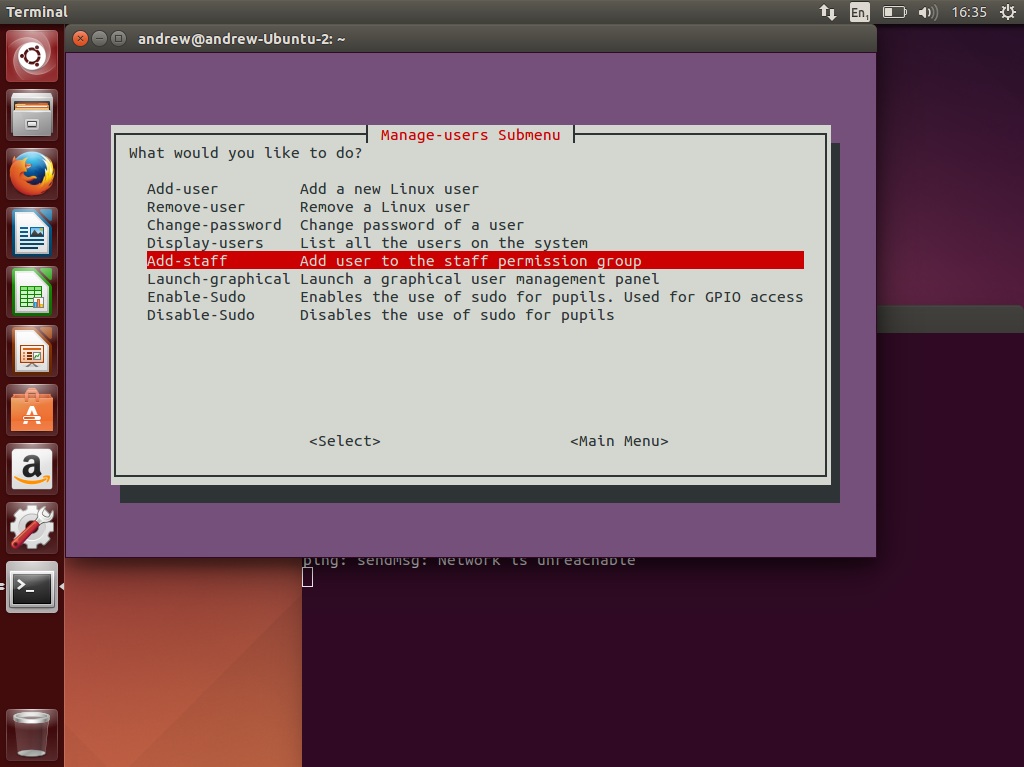 Terminal
En1
16:35
andrew@andrew-Ubuntu-2: ~
Manage-users Submenu
What would you like to do?
Add-user Add a new Linux user
Remove-user Remove a Linux user
Change-password Change password of a user
Display-users List all the users on the system
Add-staff Add user to the staff permission group
Launch-graphical Launch a graphical user management panel
Enable-Sudo Enables the use of sudo for pupils. Used for GPIO access
Disable-Sudo Disables the use of sudo for pupils
<Select> <Main Menu>
ping: sendmsg: Network is unreachable